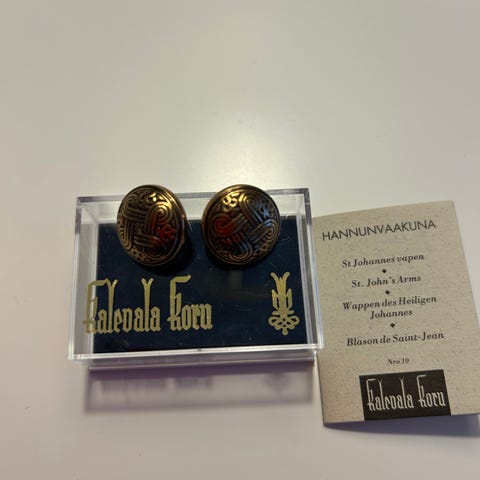 Kalevala Koru
HANNUNVAAKUNA
St Johannes vapen
St. John's Arms
Wappen des Heiligen
Johannes
Blason de Saint-Jean
Nro 10
Kalevala Koru